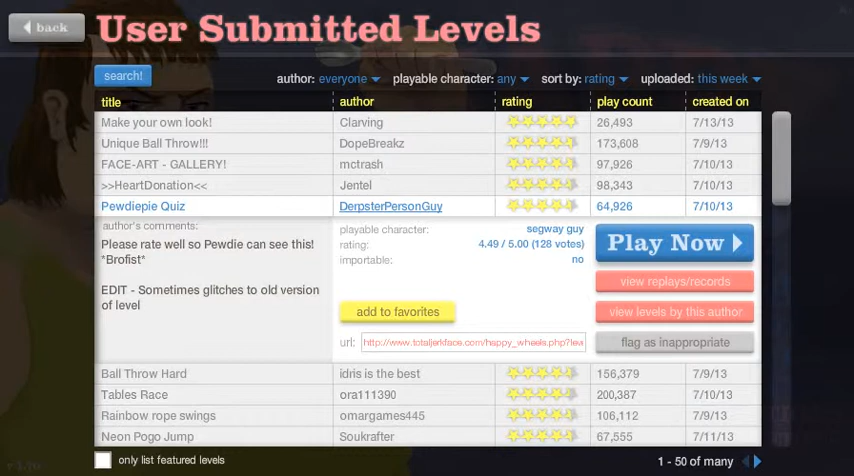 back
User Submitted Levels
search!
author: everyone playable character: any sort by: rating uploaded: this week
title author rating play count created on
Make your own look! Clarving 26,493 7/13/13
Unique Ball Throw!!! DopeBreakz 173,608 7/9/13
FACE-ART - GALLERY! mctrash 97,926 7/10/13
>>HeartDonation<< Jentel 98,343 7/10/13
Pewdiepie Quiz DerpsterPersonGuy 64,926 7/10/13
author's comments:
Please rate well so Pewdie can see this!
*Brofist*
EDIT - Sometimes glitches to old version
of level
playable character: segway guy
rating: 4.49 / 5.00 (128 votes)
importable: no
add to favorites
url: http://www.totaljerkface.com/happy_wheels.php?lev
Play Now
view replays/records
view levels by this author
flag as inappropriate
Ball Throw Hard idris is the best 156,379 7/9/13
Tables Race ora111390 200,387 7/10/13
Rainbow rope swings omargames445 106,112 7/9/13
Neon Pogo Jump Soukrafter 67,555 7/11/13
only list featured levels
1 - 50 of many